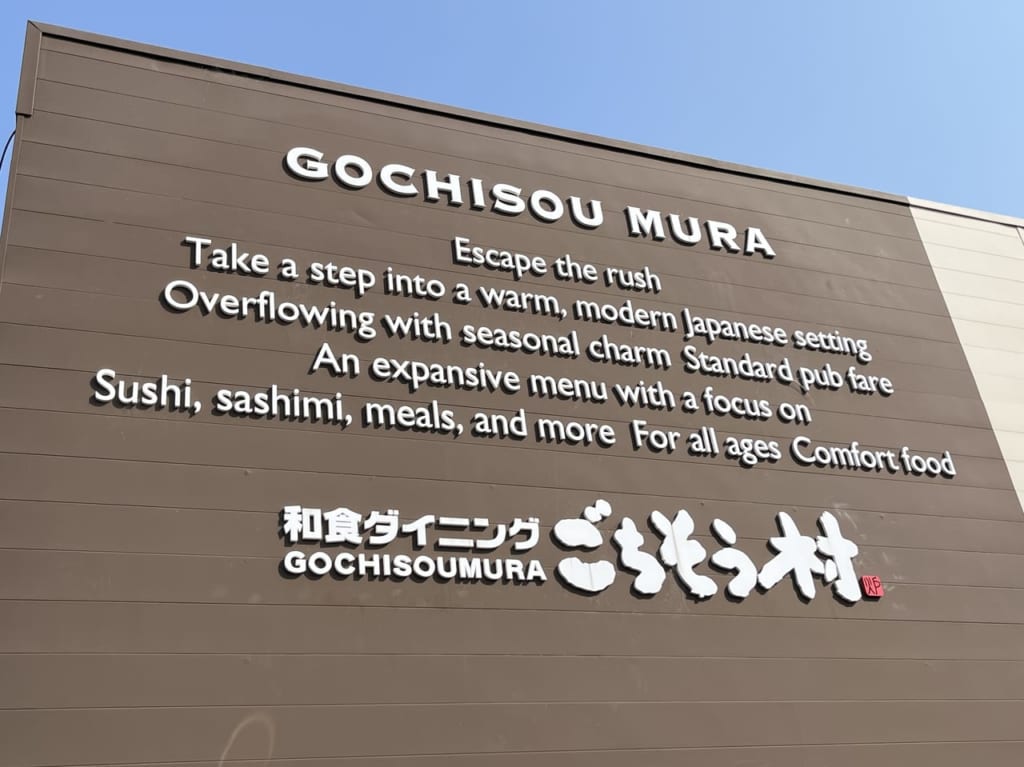 GOCHISOU MURA
Escape the rush
Take a step into a warm, modern Japanese setting
Overflowing with seasonal charm Standard pub fare
An expansive menu with a focus on
Sushi, sashimi, meals, and more For all ages Comfort food
和食ダイニング
GOCHISOUMURA
ごちそう村